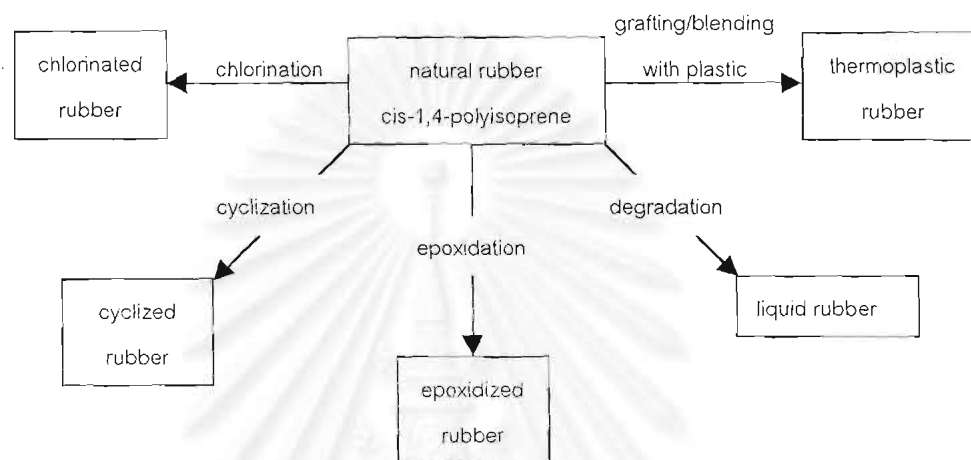 grafting/blending
chlorinated
rubber
chlorination
natural rubber
cis-1,4-polyisoprene
with plastic
thermoplastic
rubber
cyclization
epoxidation
degradation
cyclized
rubber
epoxidized
rubber
liquid rubber